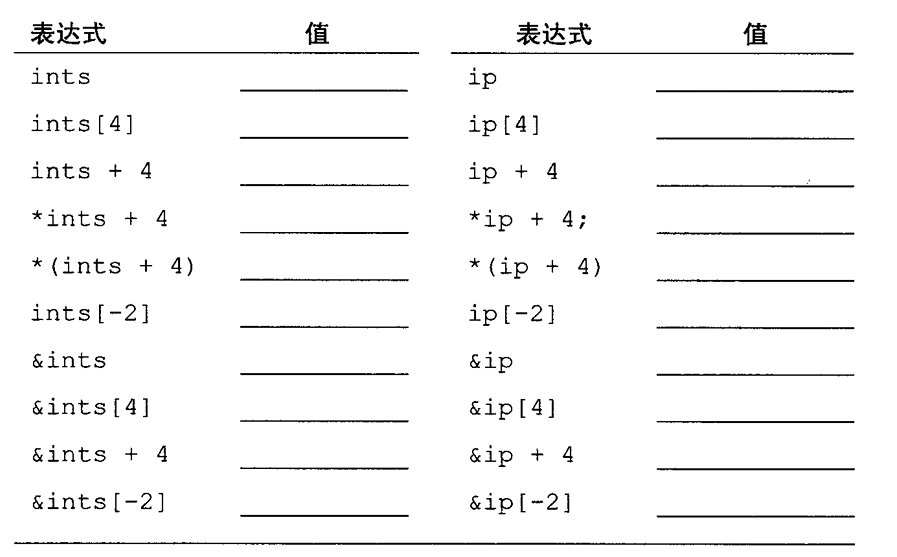 表达式 值 表达式 值
ints ip
ints[4] ip[4]
ints + 4 ip + 4
*ints + 4 *ip + 4;
*(ints + 4) *(ip + 4)
ints[-2] ip[-2]
&ints &ip
&ints[4] &ip[4]
&ints + 4 &ip + 4
&ints[-2] &ip[-2]